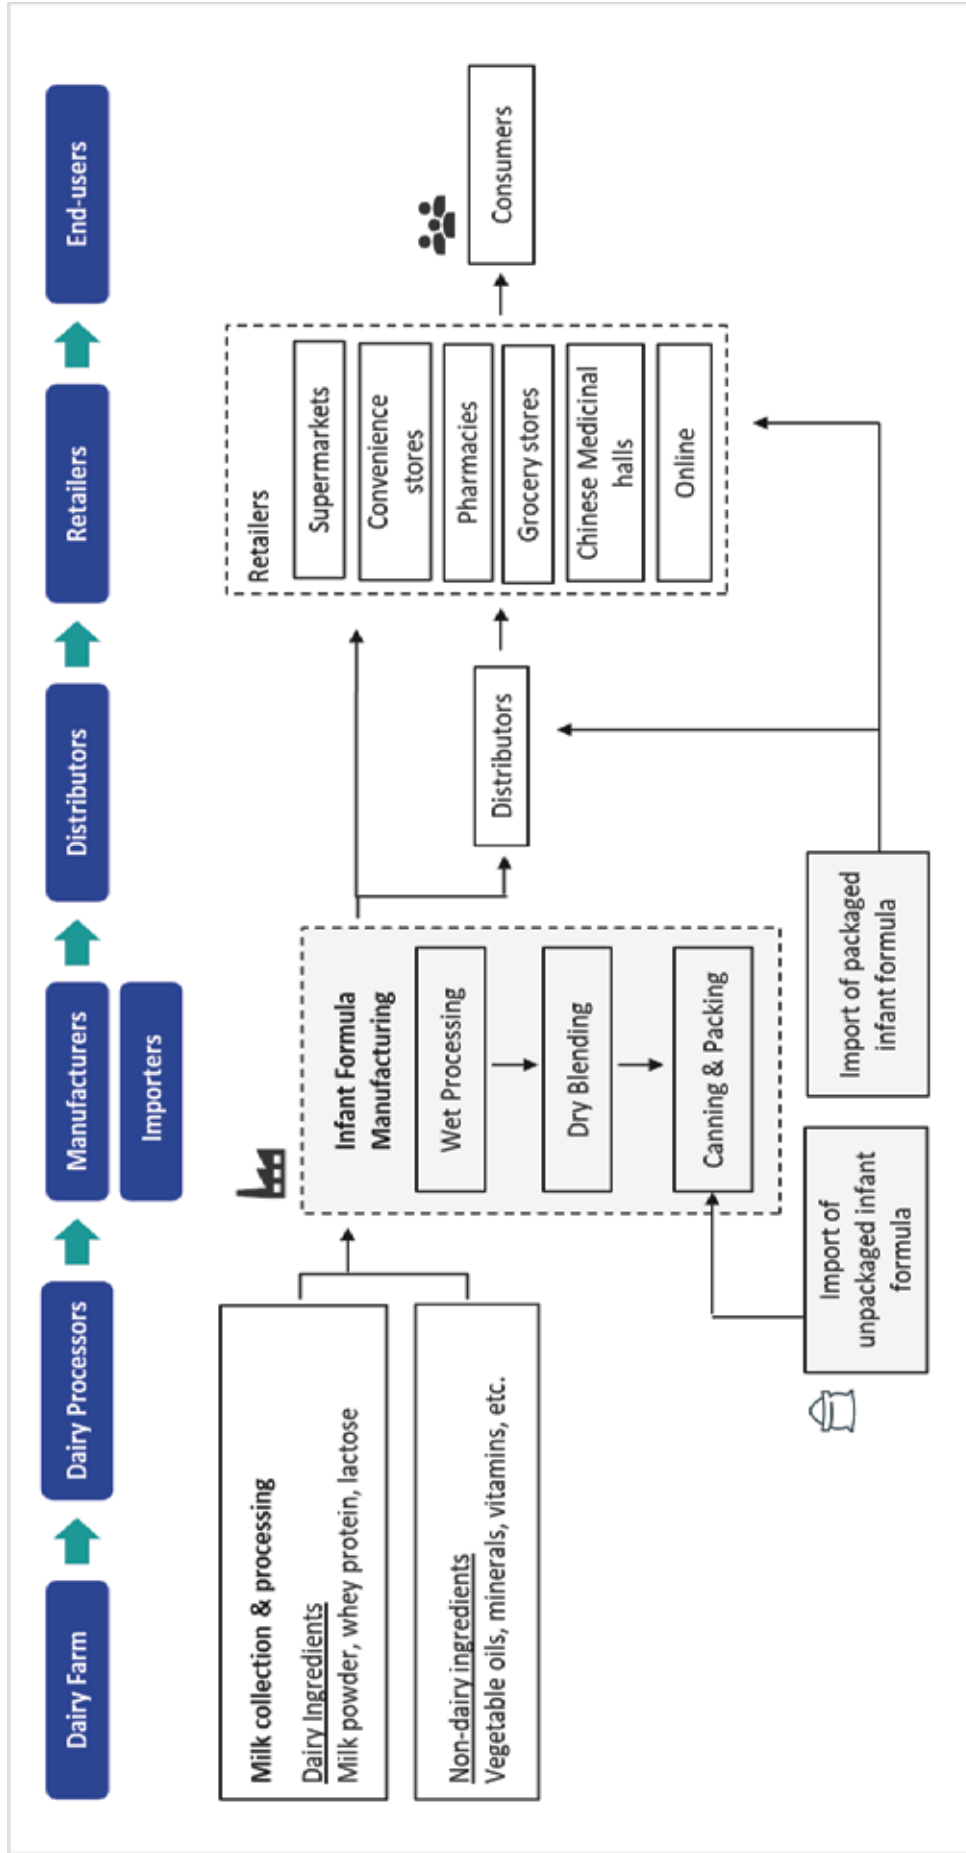 Dairy Farm
Dairy Processors
Manufacturers
Importers
Distributors
Retailers
End-users
Milk collection & processing
Dairy Ingredients
Milk powder, whey protein, lactose
Non-dairy ingredients
Vegetable oils, minerals, vitamins, etc.
Infant Formula
Manufacturing
Wet Processing
Dry Blending
Canning & Packing
Import of
unpackaged infant
formula
Import of packaged
infant formula
Distributors
Retailers
Supermarkets
Convenience
stores
Pharmacies
Grocery stores
Chinese Medicinal
halls
Online
Consumers